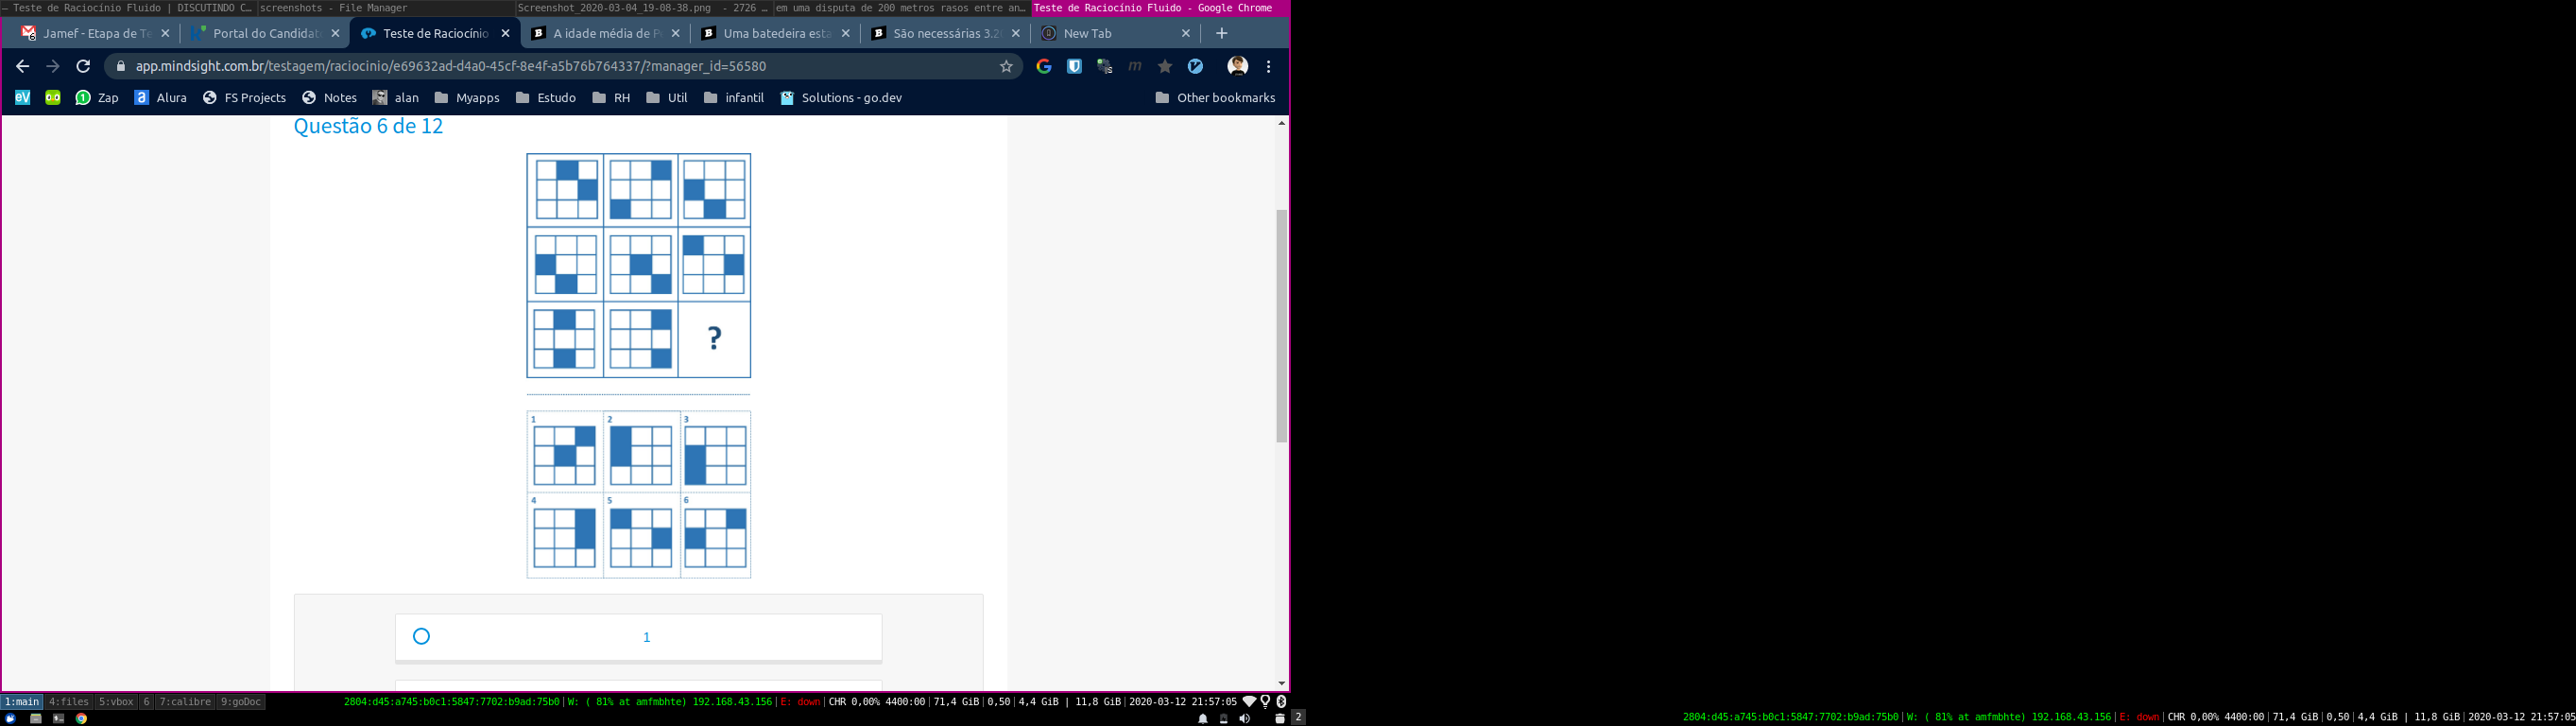 — Teste de Raciocínio Fluido | DISCUTINDO C… screenshots - File Manager Screenshot_2020-03-04_19-08-38.png - 2726 … em uma disputa de 200 metros rasos entre an… Teste de Raciocínio Fluido - Google Chrome
Jamef - Etapa de Te Portal do Candidat Teste de Raciocínio A idade média de P Uma batedeira esta São necessárias 3.2 New Tab
app.mindsight.com.br/testagem/raciocinio/e69632ad-d4a0-45cf-8e4f-a5b76b764337/?manager_id=56580
Zap Alura FS Projects Notes alan Myapps Estudo RH Util infantil Solutions - go.dev Other bookmarks
Questão 6 de 12
?
1 2 3
4 5 6
1
1:main 4:files 5:vbox 6 7:calibre 9:goDoc 2804:d45:a745:b0c1:5847:7702:b9ad:75b0 | W: ( 81% at amfmbhte) 192.168.43.156 | E: down | CHR 0,00% 4400:00 | 71,4 GiB | 0,50 | 4,4 GiB | 11,8 GiB | 2020-03-12 21:57:05
2
2804:d45:a745:b0c1:5847:7702:b9ad:75b0 | W: ( 81% at amfmbhte) 192.168.43.156 | E: down | CHR 0,00% 4400:00 | 71,4 GiB | 0,50 | 4,4 GiB | 11,8 GiB | 2020-03-12 21:57:05